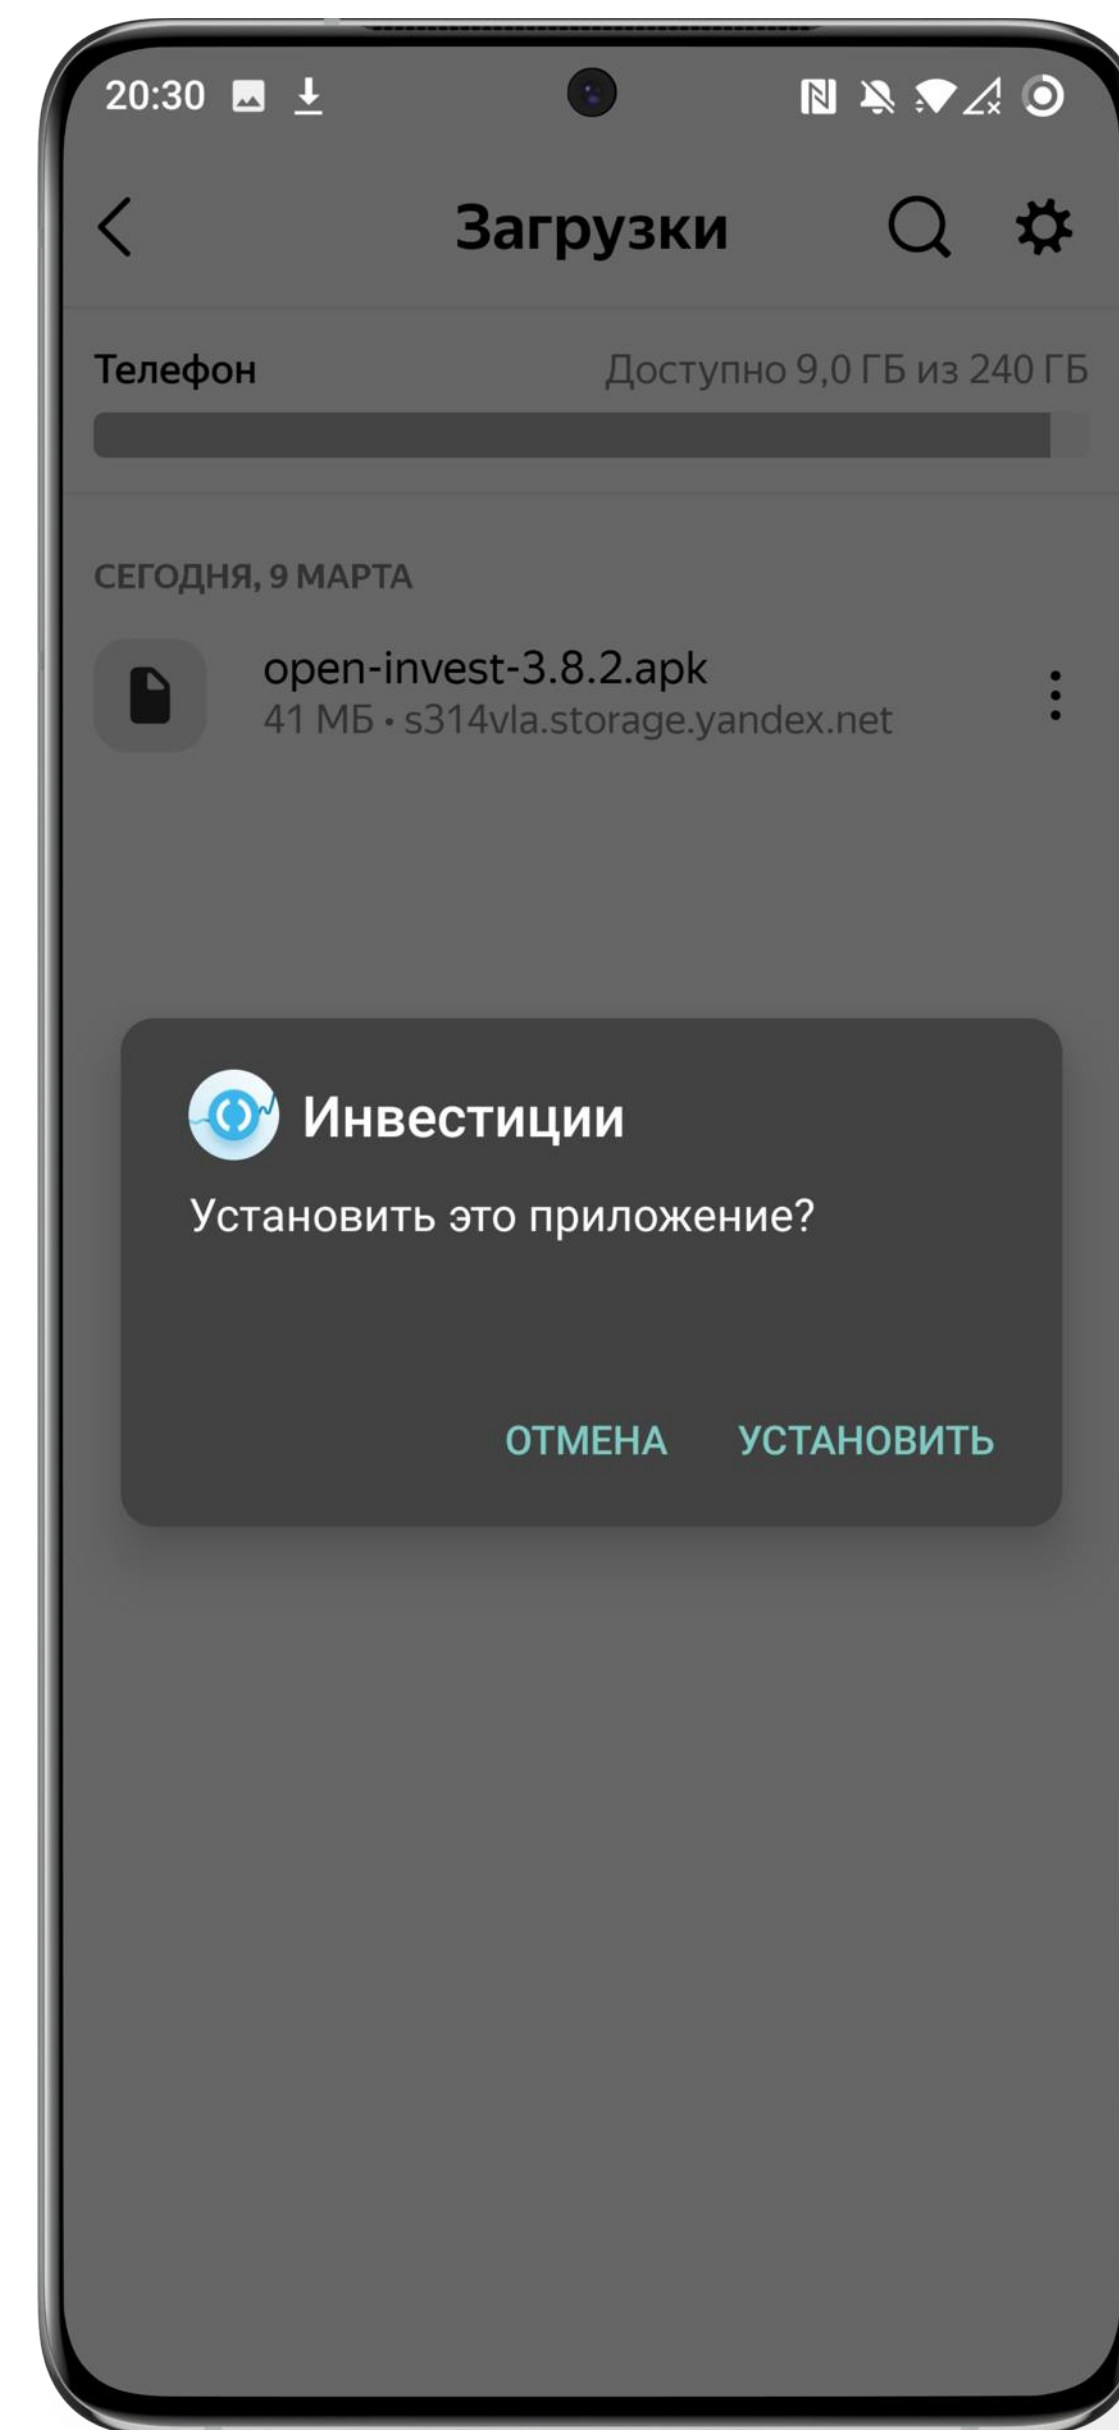 20:30
Загрузки
Телефон
Доступно 9,0 ГБ из 240 ГБ
СЕГОДНЯ, 9 МАРТА
open-invest-3.8.2.apk
41 МБ • s314vla.storage.yandex.net
Инвестиции
Установить это приложение?
ОТМЕНА УСТАНОВИТЬ